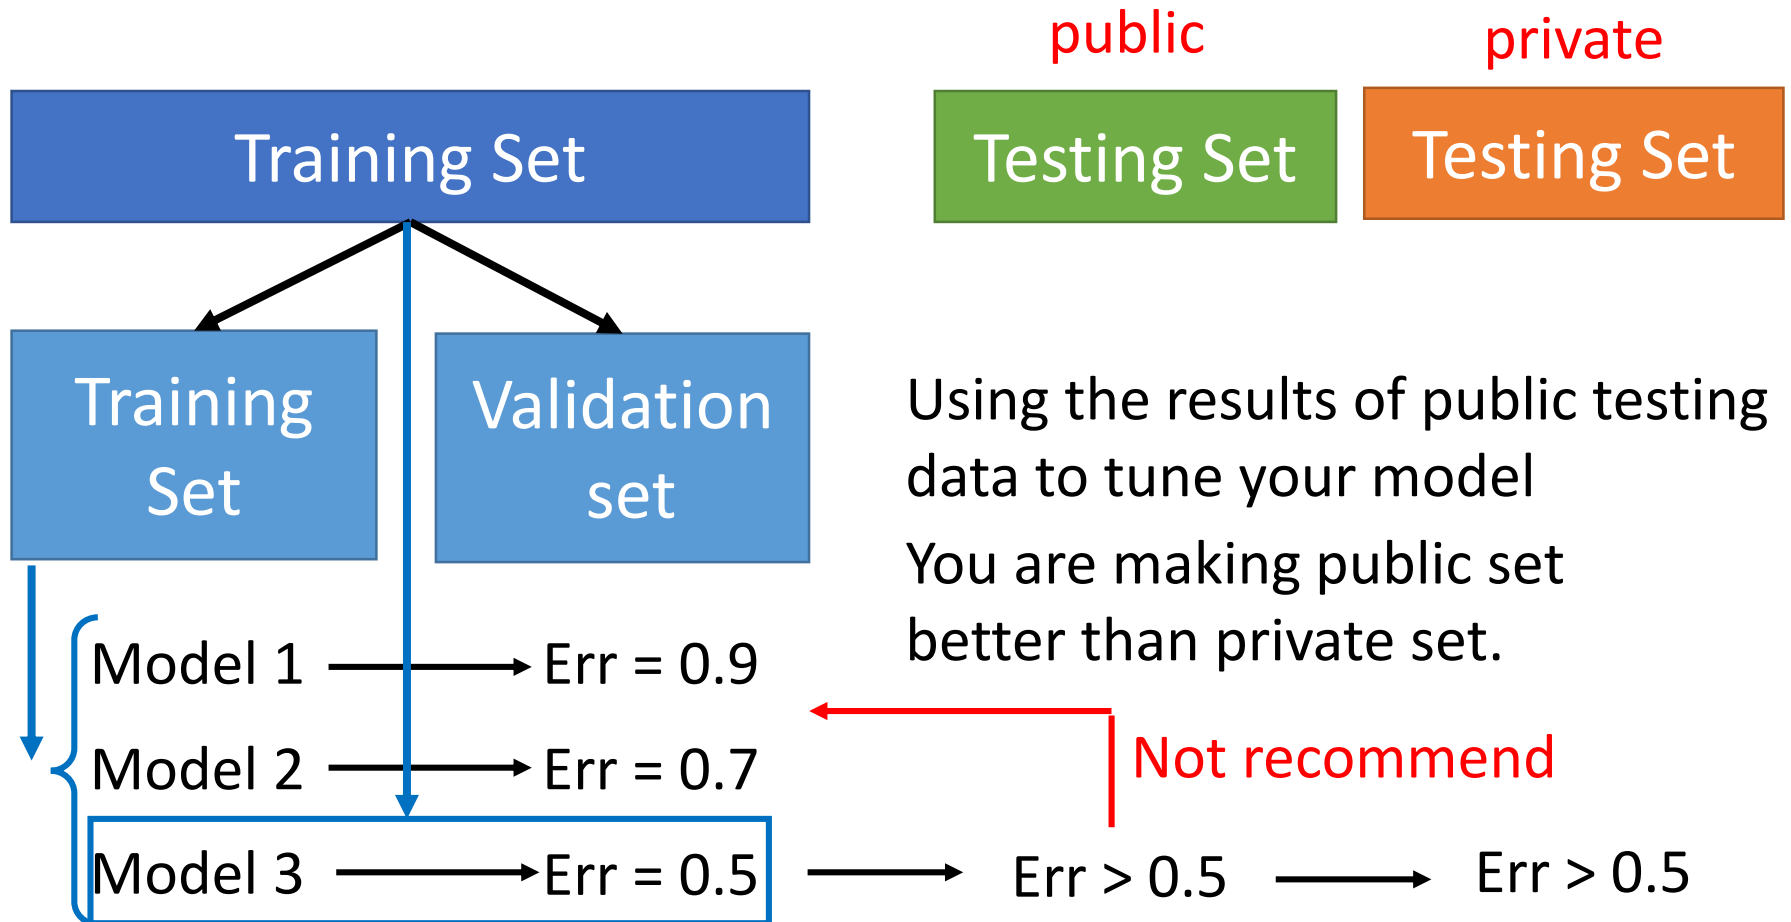 public
private
Training Set
Testing Set
Testing Set
Training
Set
Validation
set
Using the results of public testing
data to tune your model
You are making public set
better than private set.
Model 1
Err = 0.9
Model 2
Err = 0.7
Not recommend
Model 3
Err = 0.5
Err > 0.5
Err > 0.5